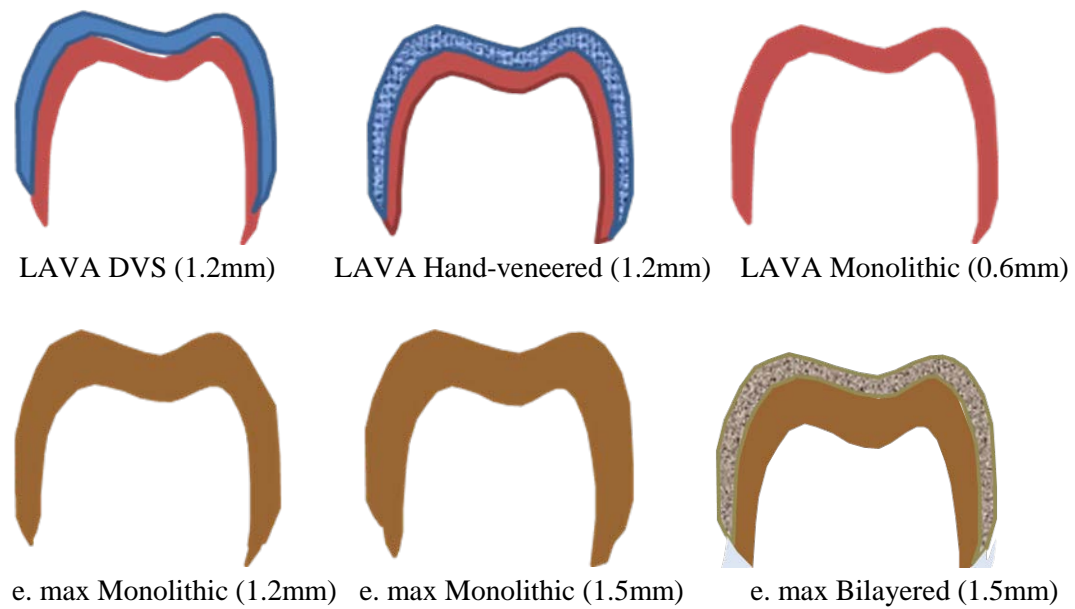 LAVA DVS (1.2mm)
LAVA Hand-veneered (1.2mm)
LAVA Monolithic (0.6mm)
e. max Monolithic (1.2mm)
e. max Monolithic (1.5mm)
e. max Bilayered (1.5mm)